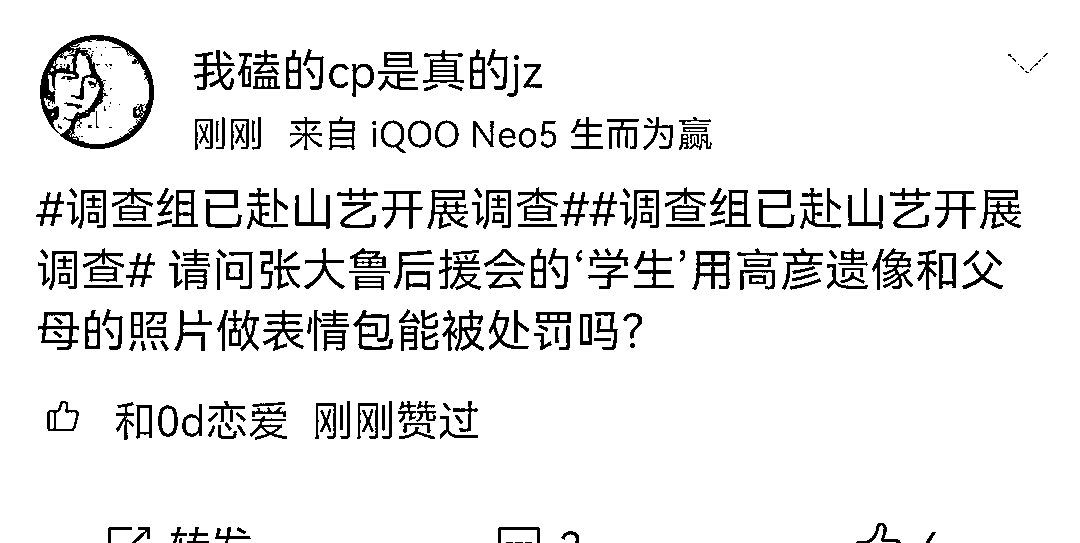 我磕的cp是真的jz
刚刚 来自 iQOO Neo5 生而为赢
#调查组已赴山艺开展调查##调查组已赴山艺开展
调查# 请问张大鲁后援会的‘学生’用高彦遗像和父
母的照片做表情包能被处罚吗?
和0d恋爱 刚刚赞过
转发